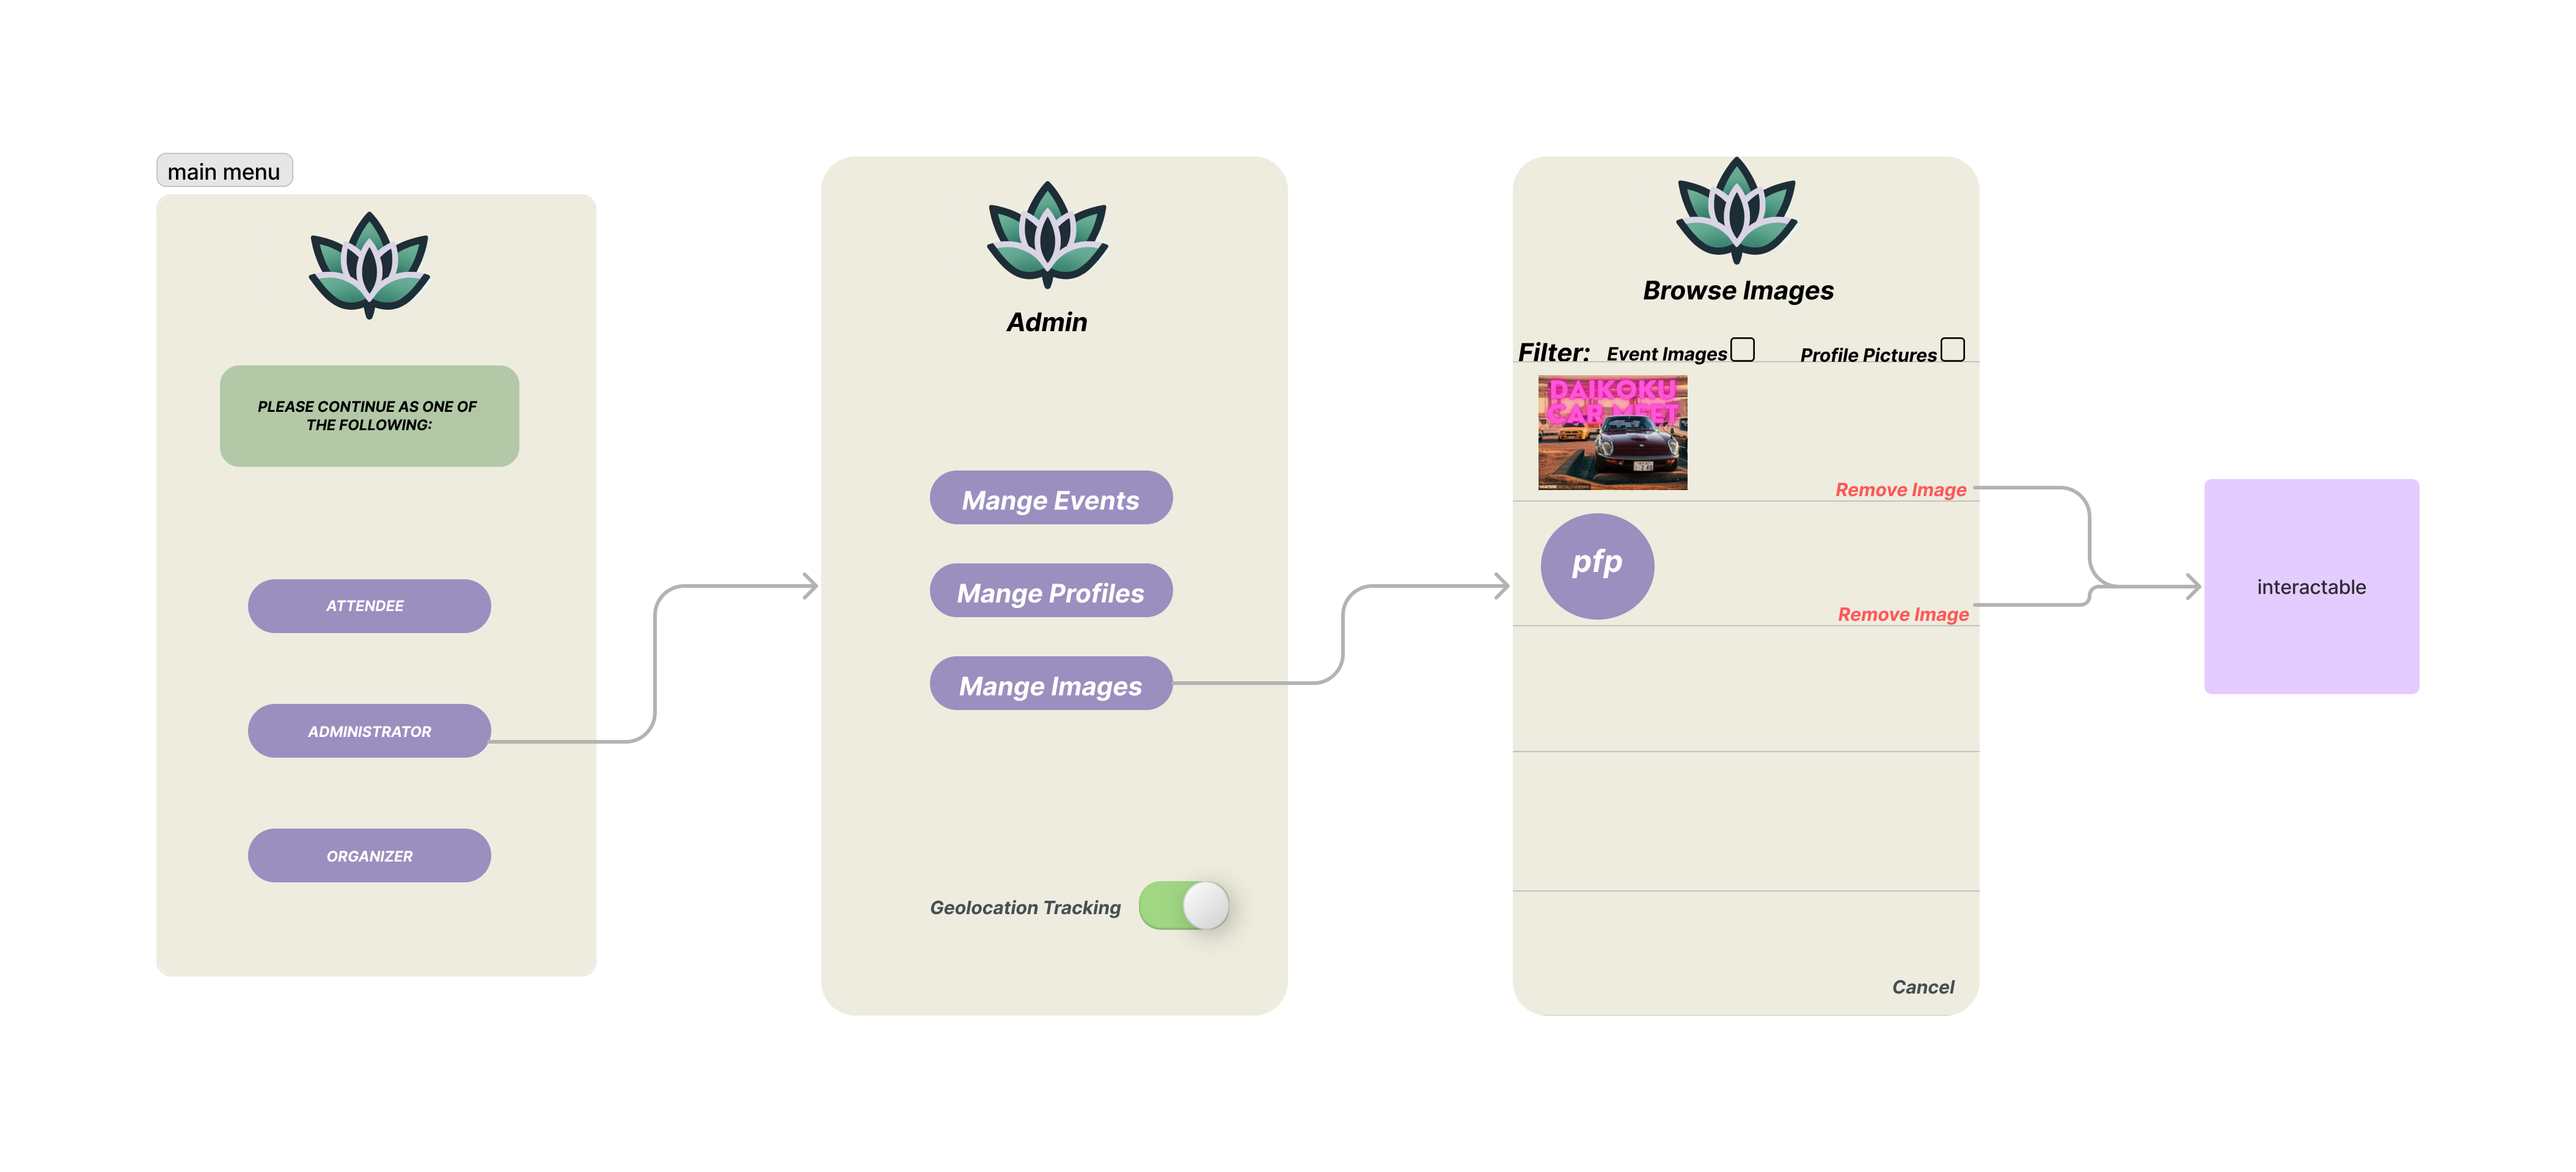 main menu
PLEASE CONTINUE AS ONE OF
THE FOLLOWING:
ATTENDEE
ADMINISTRATOR
ORGANIZER
Admin
Mange Events
Mange Profiles
Mange Images
Geolocation Tracking
Browse Images
Filter: Event Images Profile Pictures
DAIKOKU
CAR MEET
Remove Image
pfp
Remove Image
Cancel
interactable